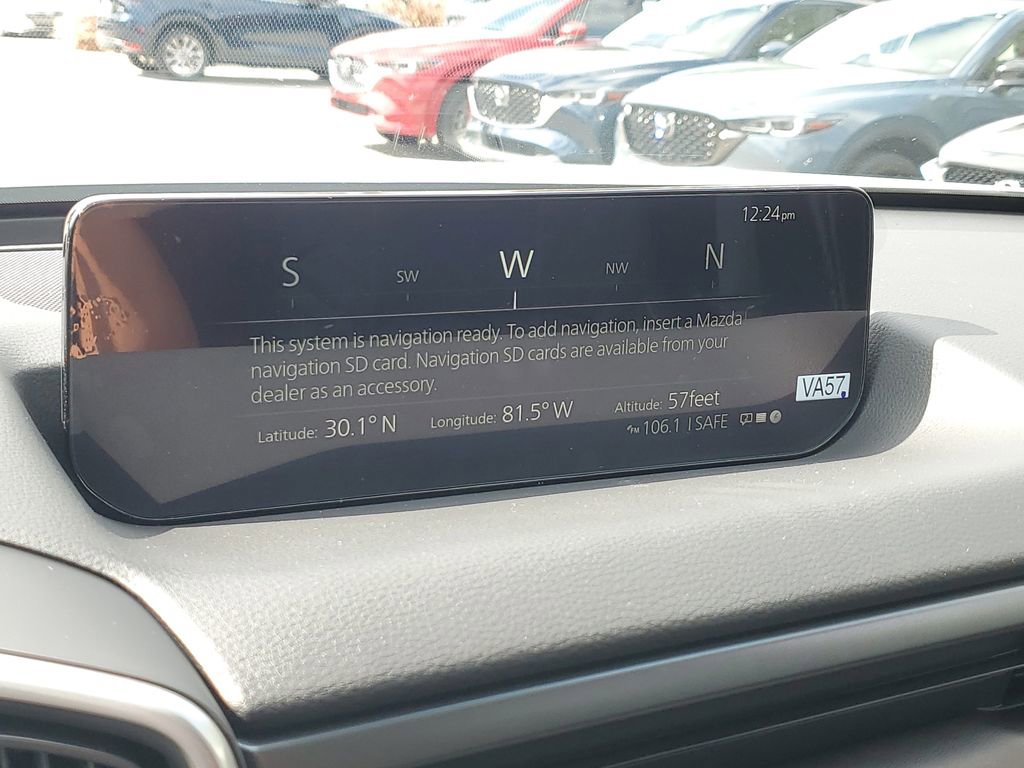 12:24pm
S SW W NW N
This system is navigation ready. To add navigation, insert a Mazda
navigation SD card. Navigation SD cards are available from your
dealer as an accessory.
VA57
Latitude: 30.1° N Longitude: 81.5° W Altitude: 57feet
FM 106.1 I SAFE